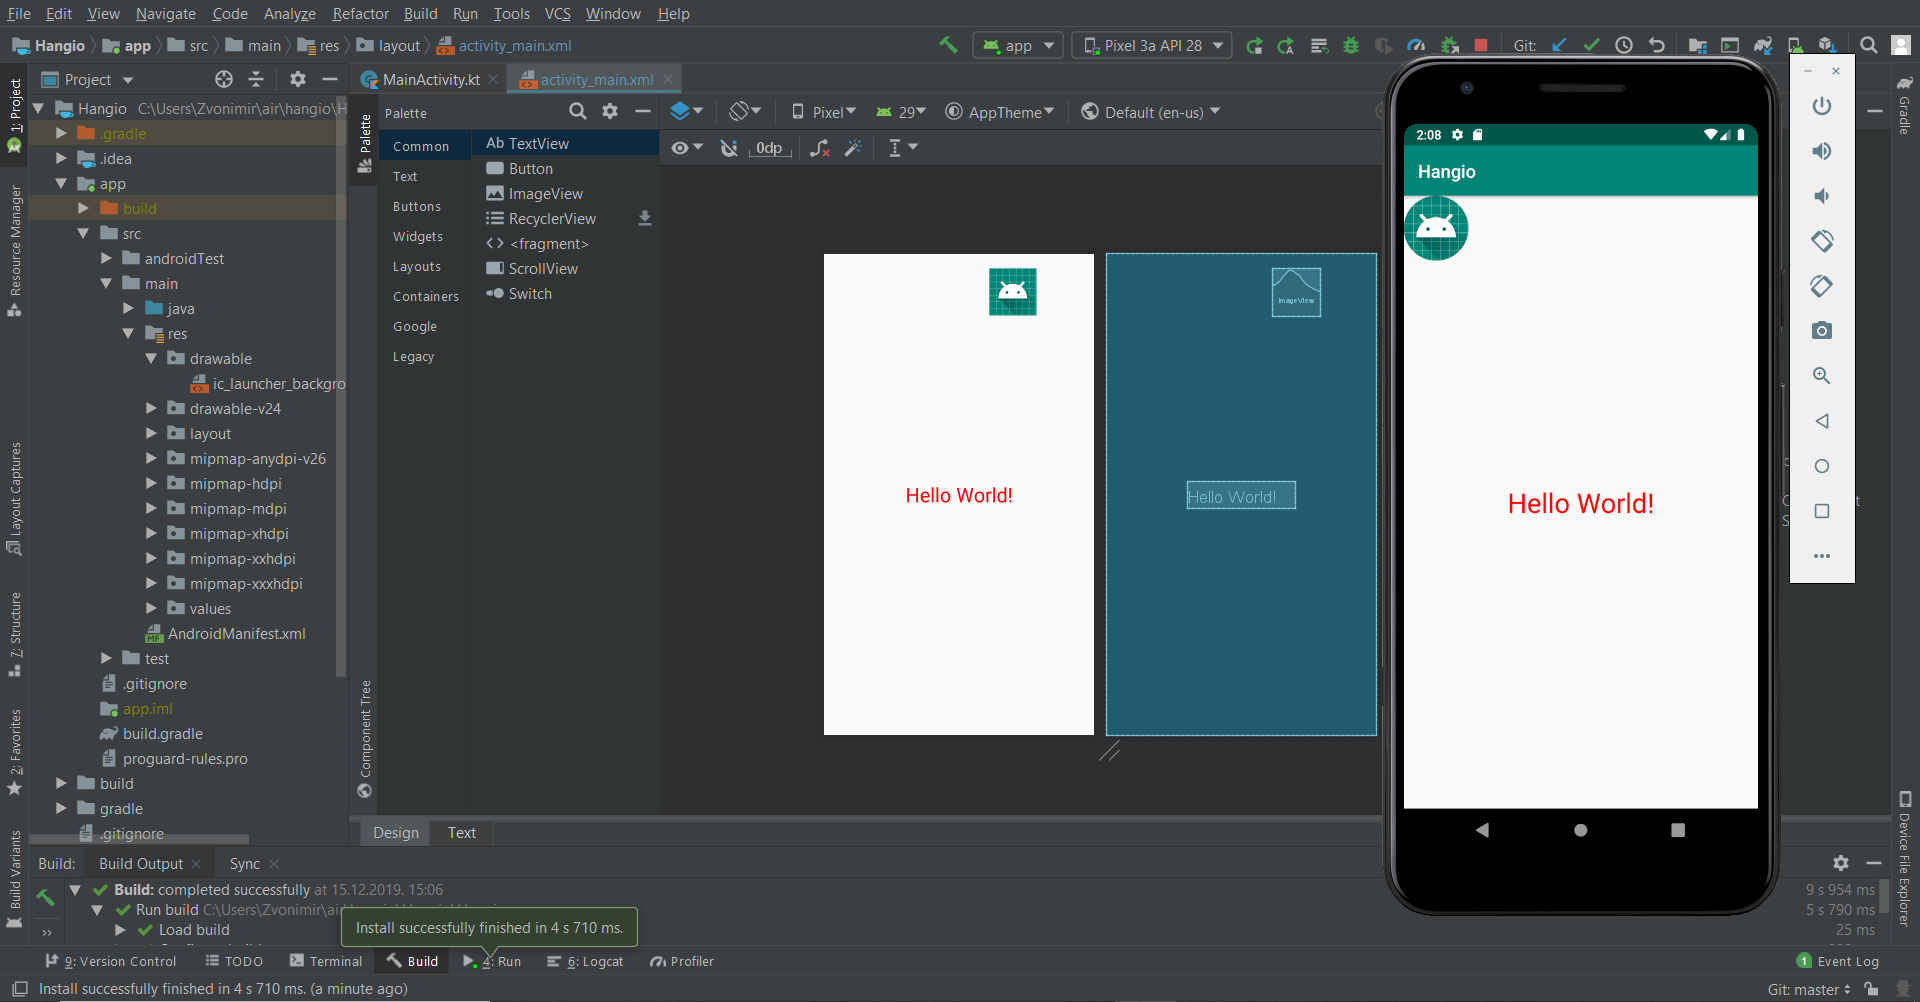 File Edit View Navigate Code Analyze Refactor Build Run Tools VCS Window Help
Hangio app src main res layout activity_main.xml
app Pixel 3a API 28 Git:
1: Project
Resource Manager
Layout Captures
7: Structure
2: Favorites
Build Variants
Project
Hangio C:\Users\Zvonimir\air\hangio\H
.gradle
.idea
app
build
src
androidTest
main
java
res
drawable
ic_launcher_backgro
drawable-v24
layout
mipmap-anydpi-v26
mipmap-hdpi
mipmap-mdpi
mipmap-xhdpi
mipmap-xxhdpi
mipmap-xxxhdpi
values
MF AndroidManifest.xml
test
.gitignore
app.iml
build.gradle
proguard-rules.pro
build
gradle
.gitignore
MainActivity.kt activity_main.xml
Palette
Component Tree
Palette
Common
Text
Buttons
Widgets
Layouts
Containers
Google
Legacy
Ab TextView
Button
ImageView
RecyclerView
<fragment>
ScrollView
Switch
Pixel 29 AppTheme Default (en-us)
0dp
Hello World!
ImageView
Hello World!
2:08
Hangio
Hello World!
Design Text
Gradle
Device File Explorer
Build: Build Output Sync
Build: completed successfully at 15.12.2019. 15:06 9 s 954 ms
Run build C:\Users\Zvonimir\air 5 s 790 ms
Load build 25 ms
Install successfully finished in 4 s 710 ms.
9: Version Control TODO Terminal Build 4: Run 6: Logcat Profiler 1 Event Log
Install successfully finished in 4 s 710 ms. (a minute ago) Git: master